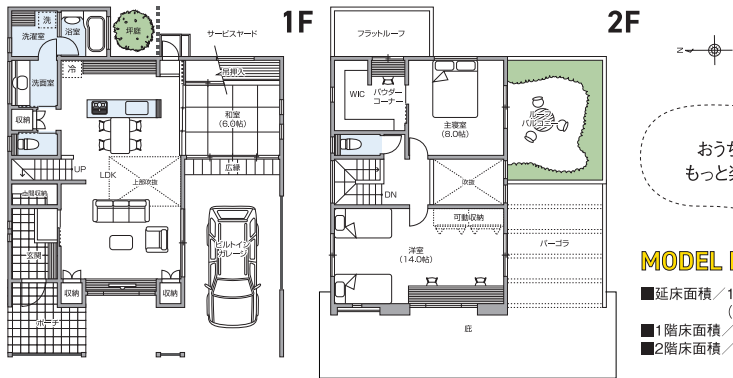 1F
洗
浴室
洗濯室
坪庭
サービスヤード
冷
吊押入
洗面室
和室
(6.0帖)
収納
UP
LDK
上部吹抜
広縁
土間収納
玄関
ビルトイン
ガレージ
収納
収納
ポーチ
2F
フラットルーフ
WIC
パウダー
コーナー
主寝室
(8.0帖)
ルーフ
バルコニー
DN
吹抜
可動収納
洋室
(14.0帖)
パーゴラ
庇
N
おうち
もっと
MODEL
■延床面積／1
(
■1階床面積／
■2階床面積／